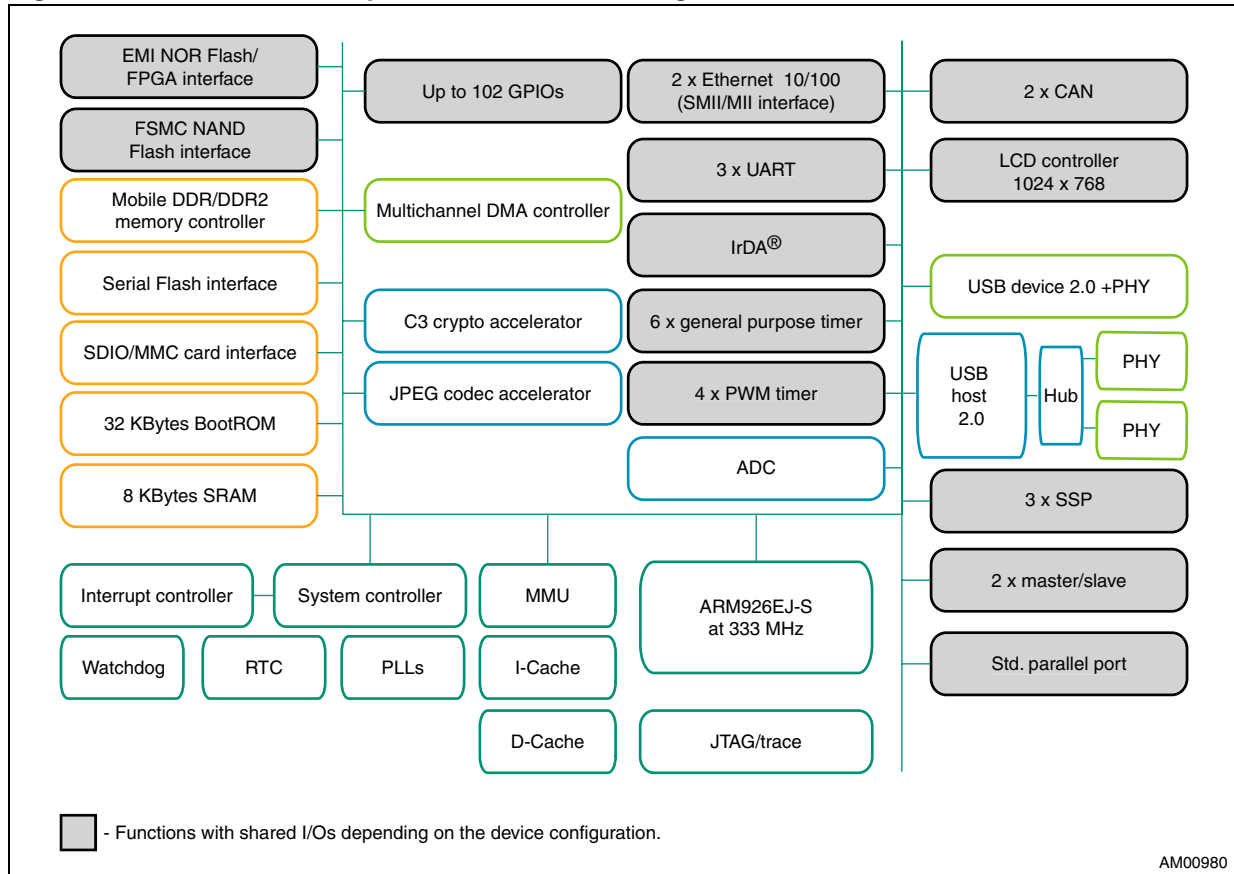 EMI NOR Flash/
FPGA interface
FSMC NAND
Flash interface
Mobile DDR/DDR2
memory controller
Serial Flash interface
SDIO/MMC card interface
32 KBytes BootROM
8 KBytes SRAM
Up to 102 GPIOs
Multichannel DMA controller
C3 crypto accelerator
JPEG codec accelerator
2 x Ethernet 10/100
(SMII/MII interface)
3 x UART
IrDA®
6 x general purpose timer
4 x PWM timer
ADC
2 x CAN
LCD controller
1024 x 768
USB device 2.0 +PHY
USB
host
2.0
Hub
PHY
PHY
3 x SSP
2 x master/slave
Std. parallel port
Interrupt controller
System controller
MMU
ARM926EJ-S
at 333 MHz
Watchdog
RTC
PLLs
I-Cache
D-Cache
JTAG/trace
- Functions with shared I/Os depending on the device configuration.
AM00980